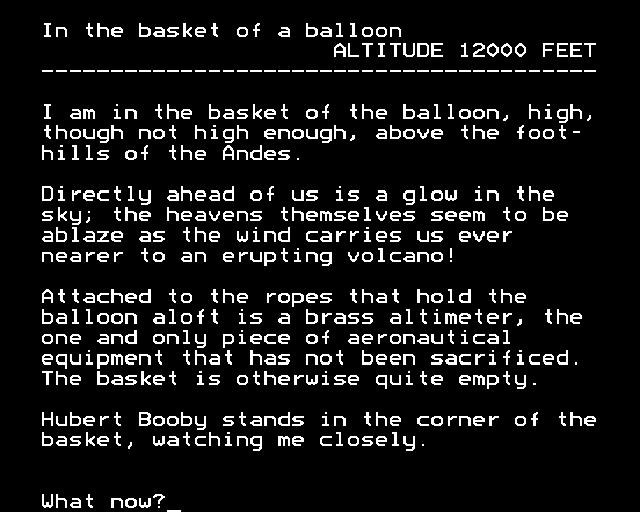 In the basket of a balloon
ALTITUDE 12000 FEET
-----------------------------------------
I am in the basket of the balloon, high,
though not high enough, above the foot-
hills of the Andes.
Directly ahead of us is a glow in the
sky; the heavens themselves seem to be
ablaze as the wind carries us ever
nearer to an erupting volcano!
Attached to the ropes that hold the
balloon aloft is a brass altimeter, the
one and only piece of aeronautical
equipment that has not been sacrificed.
The basket is otherwise quite empty.
Hubert Booby stands in the corner of the
basket, watching me closely.
What now?_